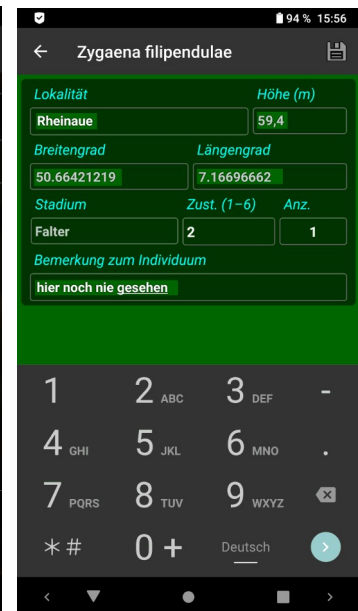 94 % 15:56
Zygaena filipendulae
Lokalität Höhe (m)
Rheinaue 59,4
Breitengrad Längengrad
50.66421219 7.16696662
Stadium Zust. (1–6) Anz.
Falter 2 1
Bemerkung zum Individuum
hier noch nie gesehen
1 2 ABC 3 DEF -
4 GHI 5 JKL 6 MNO .
7 PQRS 8 TUV 9 WXYZ
*# 0 + Deutsch